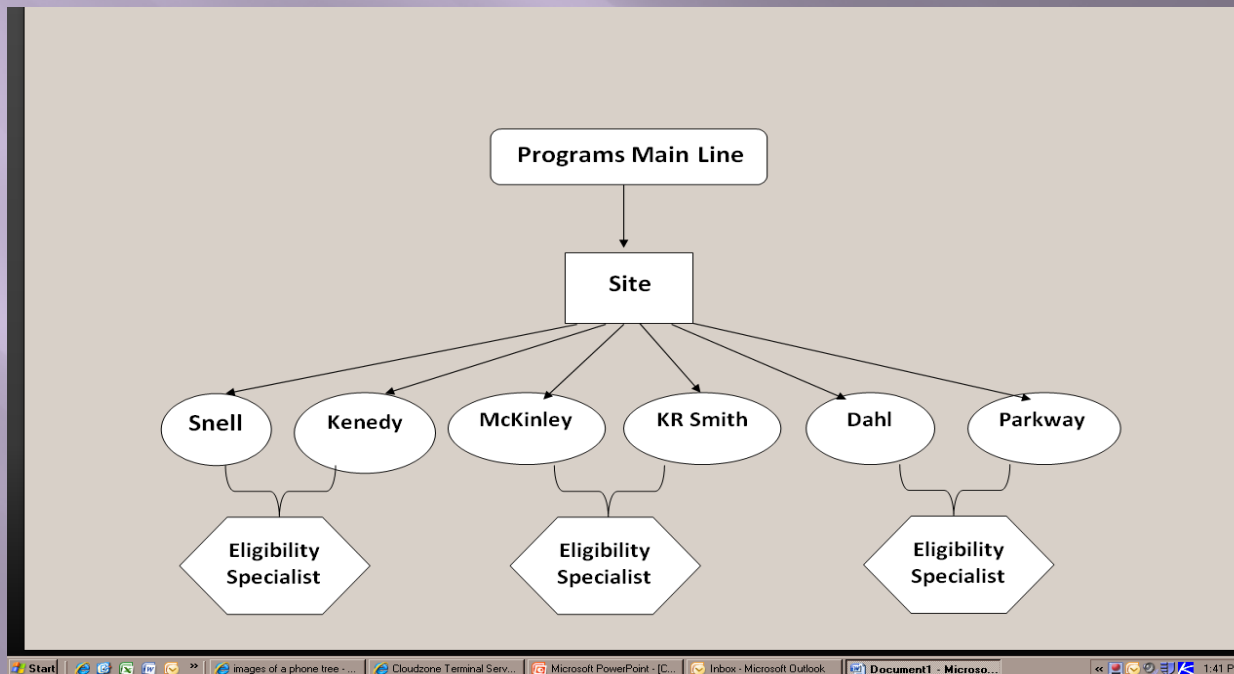 Programs Main Line
Site
Snell
Kenedy
McKinley
KR Smith
Dahl
Parkway
Eligibility
Specialist
Eligibility
Specialist
Eligibility
Specialist
Start
»
images of a phone tree - ...
Cloudzone Terminal Serv...
Microsoft PowerPoint - [C...
Inbox - Microsoft Outlook
Document1 - Microso...
«
1:41 P